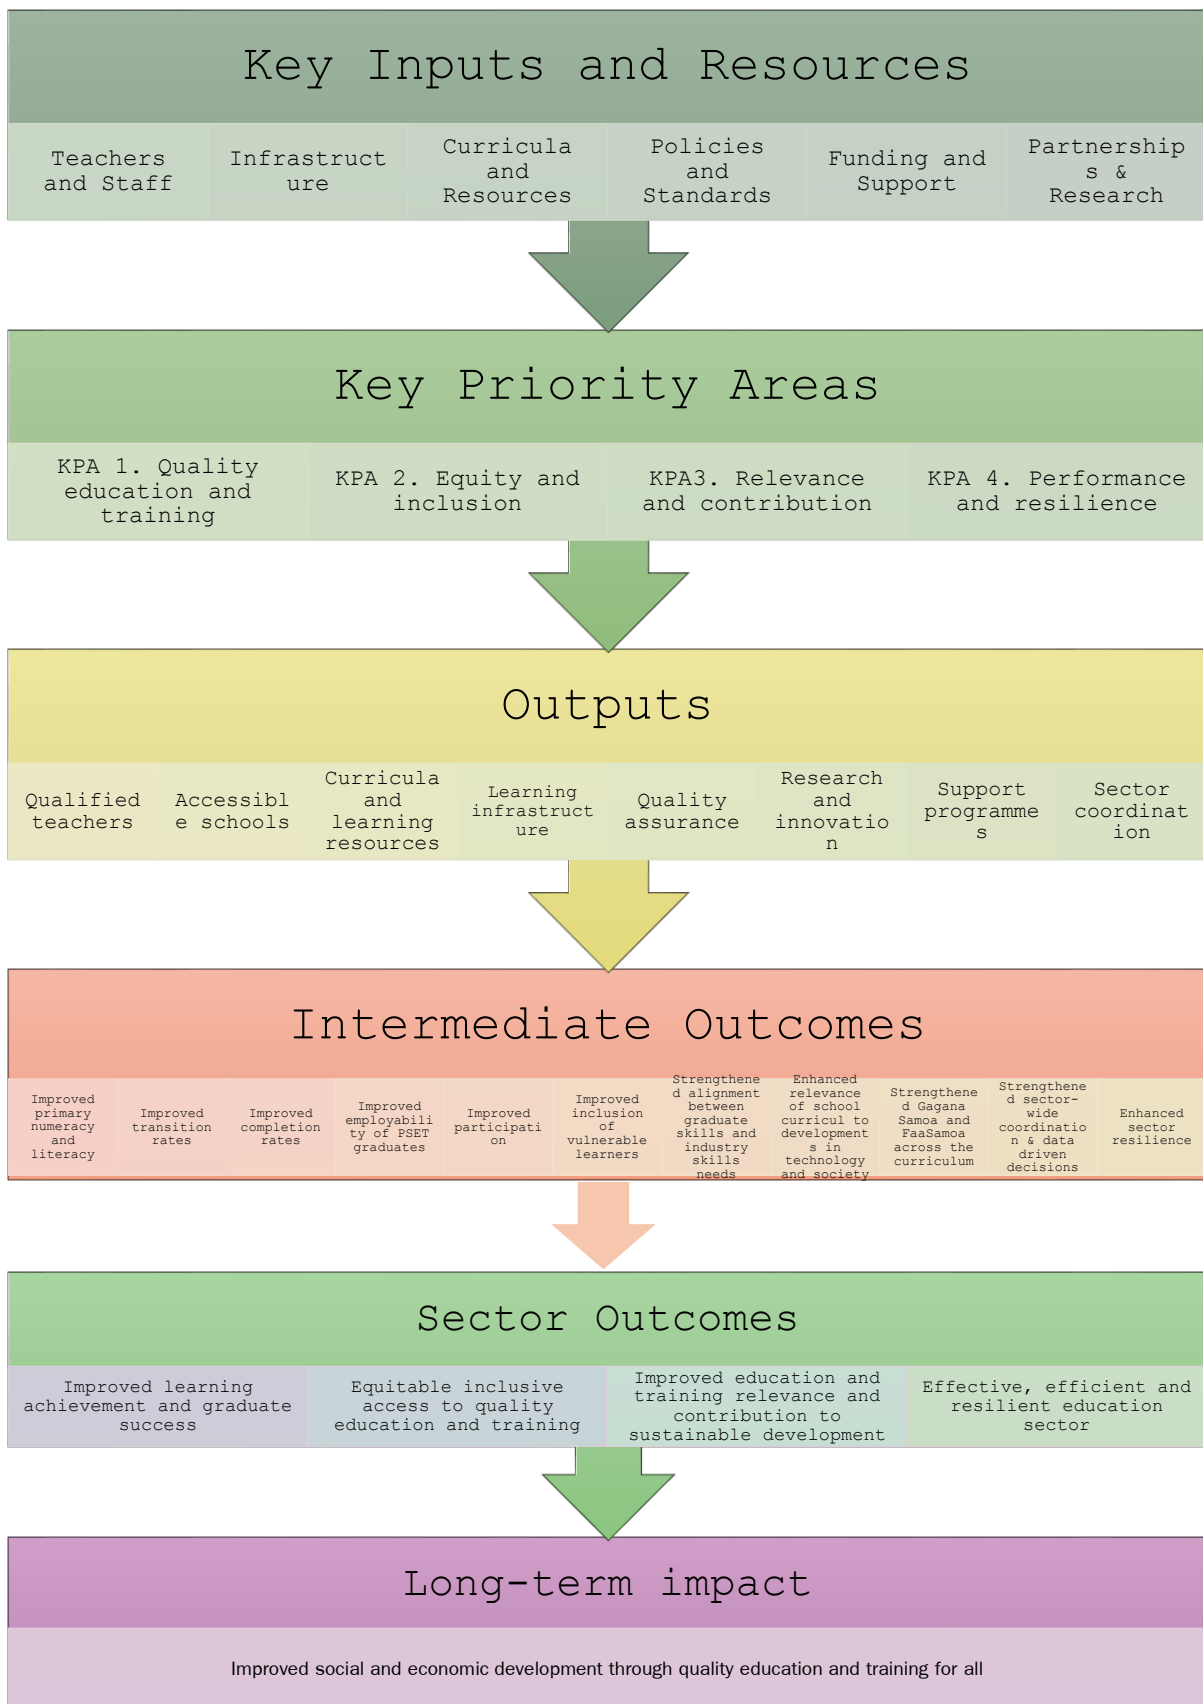 Key Inputs and Resources
Teachers
and Staff
Infrastruct
ure
Curricula
and
Resources
Policies
and
Standards
Funding and
Support
Partnership
s &
Research
Key Priority Areas
KPA 1. Quality
education and
training
KPA 2. Equity and
inclusion
KPA3. Relevance
and contribution
KPA 4. Performance
and resilience
Outputs
Qualified
teachers
Accessibl
e schools
Curricula
and
learning
resources
Learning
infrastruct
ure
Quality
assurance
Research
and
innovatio
n
Support
programme
s
Sector
coordinat
ion
Intermediate Outcomes
Improved
primary
numeracy
and
literacy
Improved
transition
rates
Improved
completion
rates
Improved
employabili
ty of PSET
graduates
Improved
participati
on
Improved
inclusion
of
vulnerable
learners
Strengthene
d alignment
between
graduate
skills and
industry
skills
needs
Enhanced
relevance
of school
curricul to
development
s in
technology
and society
Strengthene
d Gagana
Samoa and
FaaSamoa
across the
curriculum
Strengthene
d sector-
wide
coordinatio
n & data
driven
decisions
Enhanced
sector
resilience
Sector Outcomes
Improved learning
achievement and graduate
success
Equitable inclusive
access to quality
education and training
Improved education and
training relevance and
contribution to
sustainable development
Effective, efficient and
resilient education
sector
Long-term impact
Improved social and economic development through quality education and training for all